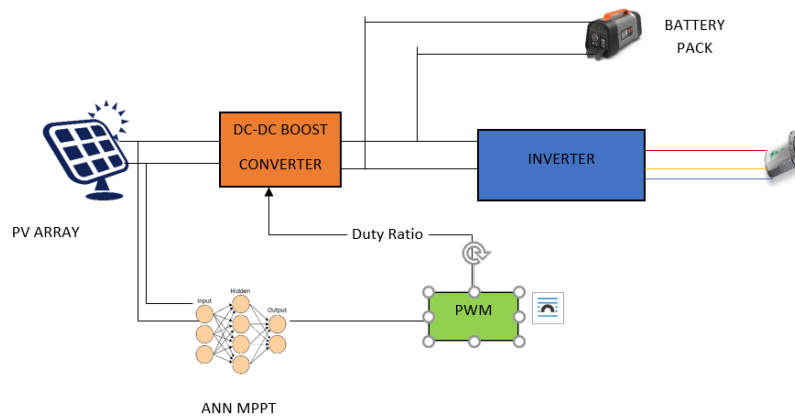 BATTERY
PACK
DC-DC BOOST
CONVERTER
INVERTER
PV ARRAY
Duty Ratio
Input
Hidden
Output
PWM
ANN MPPT